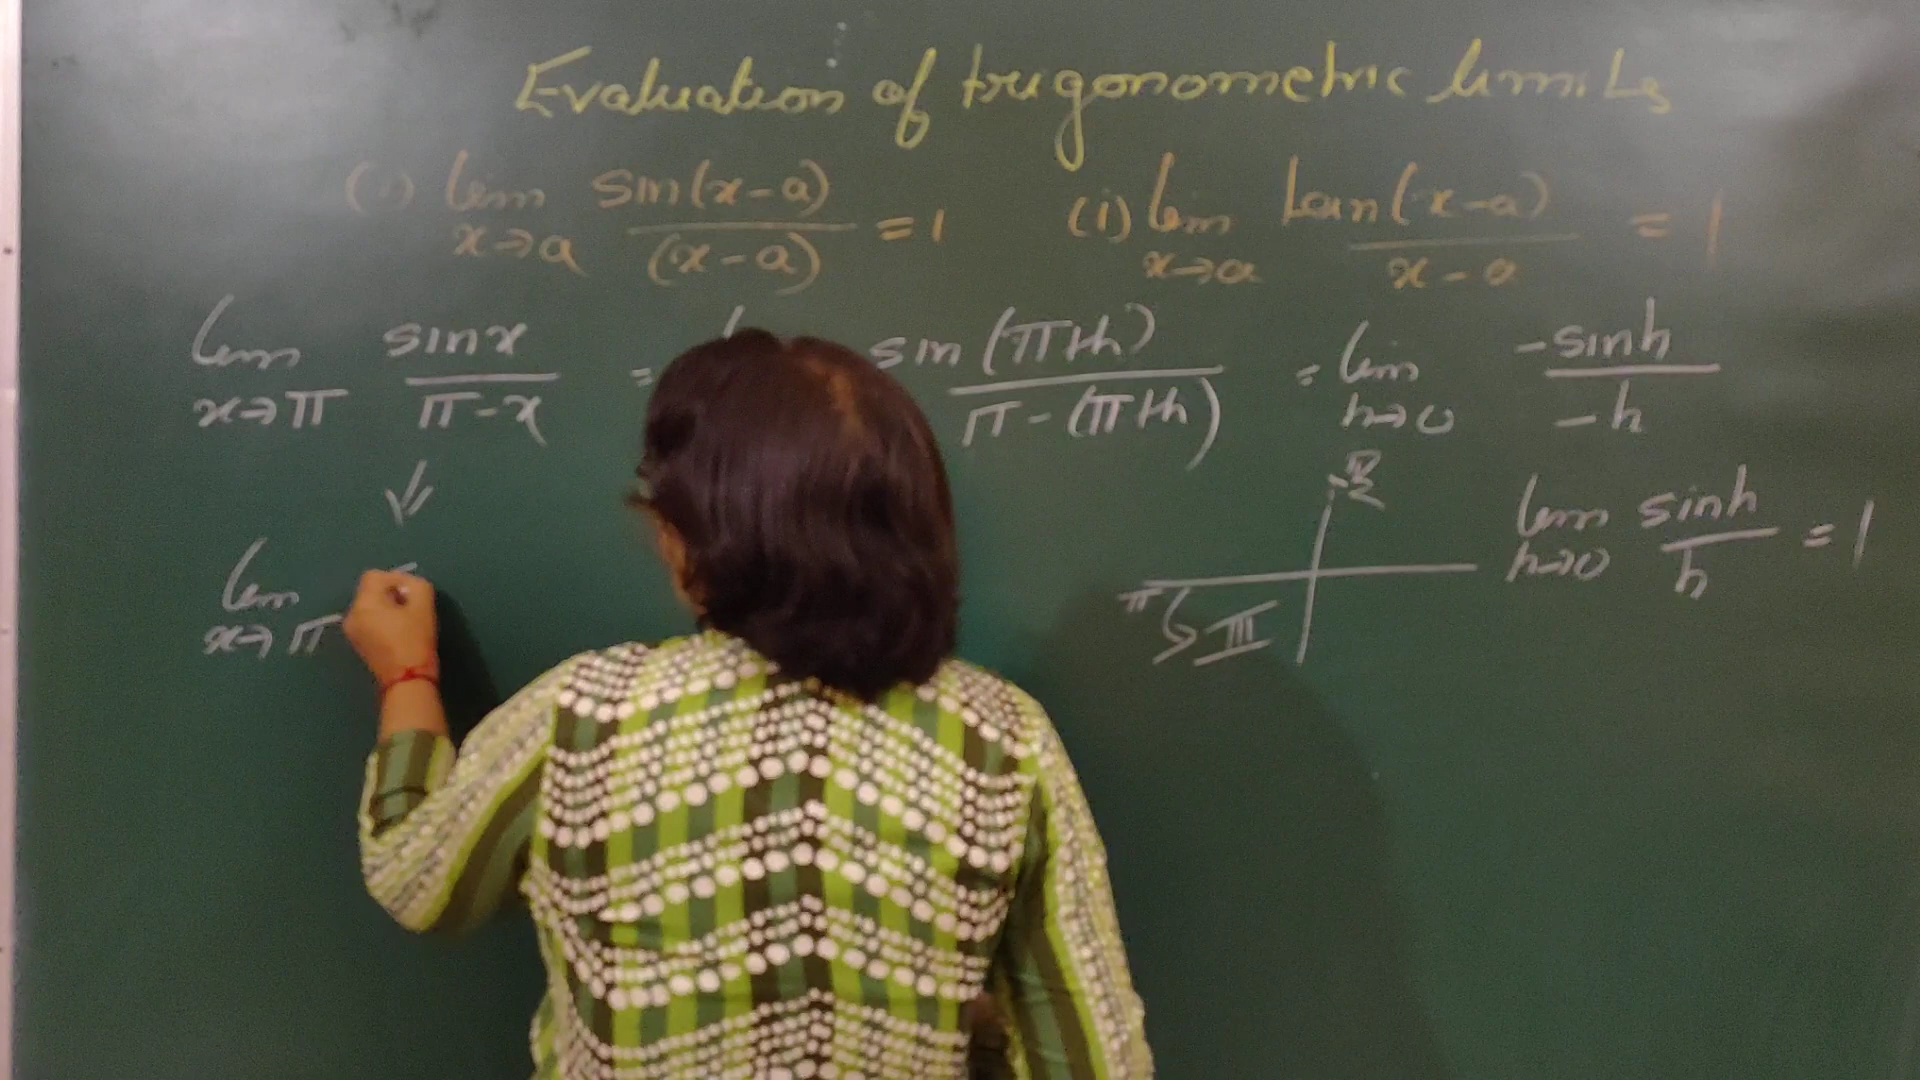 Evaluation of trigonometric limits
(i) lim x→a sin(x-a) / (x-a) = 1 (i) lim x→a tan(x-a) / x-a = 1
lim x→π sinx / π-x = sin(π+h) / π-(π+h) = lim h→0 -sinh / -h
π/2
lim h→0 sinh / h = 1
π III
lim x→π